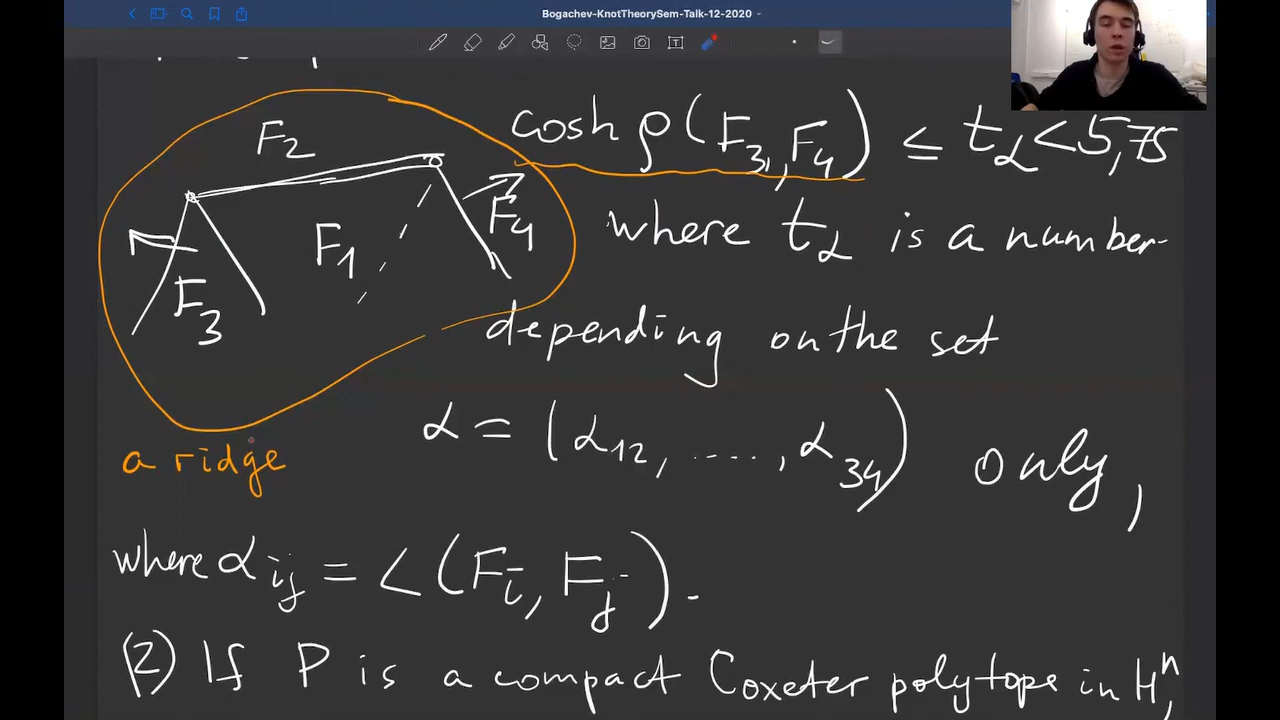 Bogachev-KnotTheorySem-Talk-12-2020
F2
cosh ρ(F3, F4) ≤ tα < 5,75
F1
F4
F3
where tα is a number
depending on the set
α = (α12, ...., α34) only,
a ridge
where αij = ∠(Fi, Fj).
(2) If P is a compact Coxeter polytope in Hⁿ,